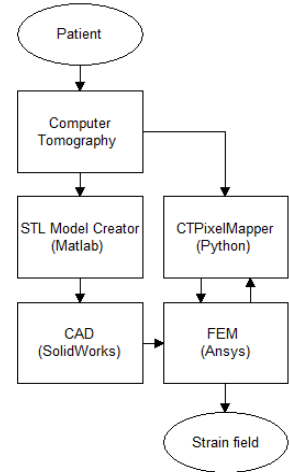 Patient
Computer
Tomography
STL Model Creator
(Matlab)
CTPixelMapper
(Python)
CAD
(SolidWorks)
FEM
(Ansys)
Strain field